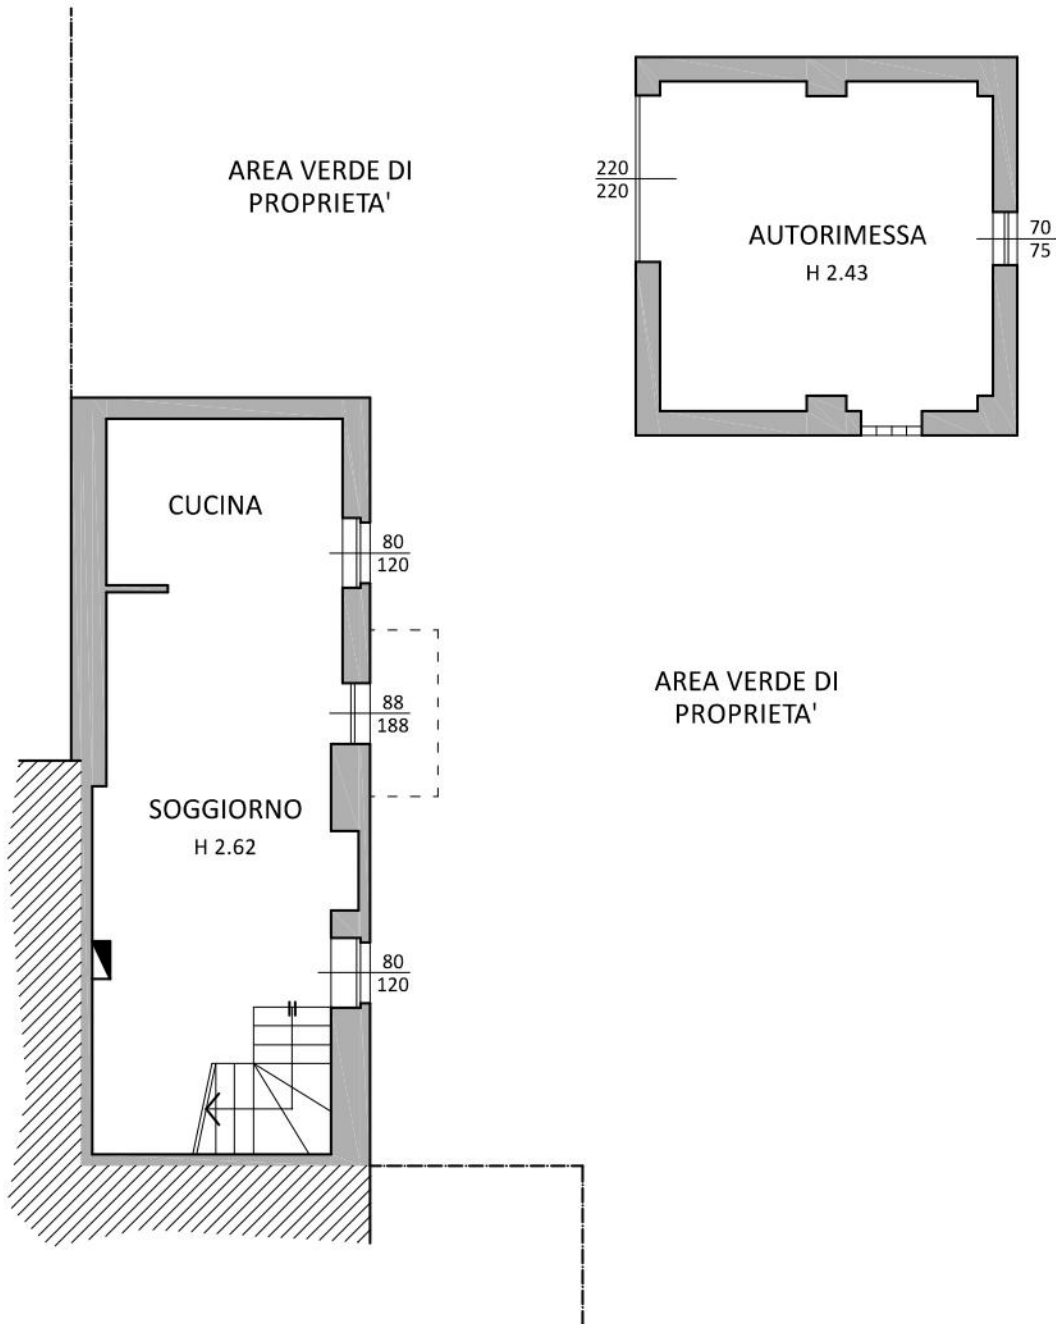 AREA VERDE DI
PROPRIETA'
220
220
AUTORIMESSA
H 2.43
70
75
CUCINA
80
120
88
188
AREA VERDE DI
PROPRIETA'
SOGGIORNO
H 2.62
80
120